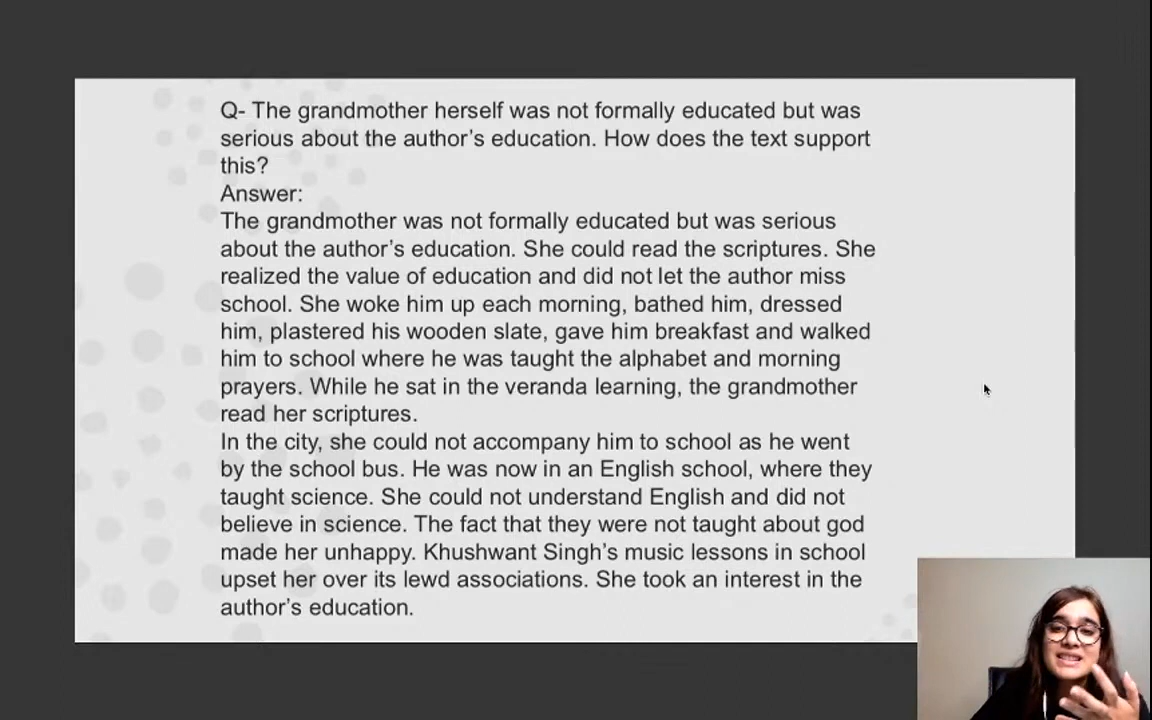 Q- The grandmother herself was not formally educated but was
serious about the author's education. How does the text support
this?
Answer:
The grandmother was not formally educated but was serious
about the author's education. She could read the scriptures. She
realized the value of education and did not let the author miss
school. She woke him up each morning, bathed him, dressed
him, plastered his wooden slate, gave him breakfast and walked
him to school where he was taught the alphabet and morning
prayers. While he sat in the veranda learning, the grandmother
read her scriptures.
In the city, she could not accompany him to school as he went
by the school bus. He was now in an English school, where they
taught science. She could not understand English and did not
believe in science. The fact that they were not taught about god
made her unhappy. Khushwant Singh's music lessons in school
upset her over its lewd associations. She took an interest in the
author's education.